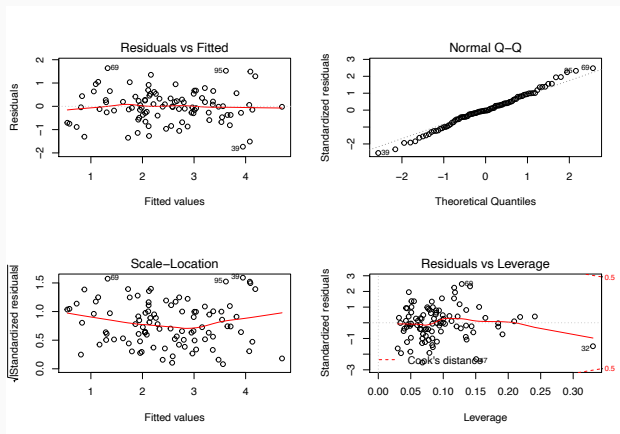 Residuals vs Fitted
Residuals
2
1
0
-1
-2
69
95
39
1 2 3 4
Fitted values
Normal Q-Q
Standardized residuals
3
2
0
-2
69
39
-2 -1 0 1 2
Theoretical Quantiles
Scale-Location
√|Standardized residuals|
1.5
1.0
0.5
0.0
69
95
39
1 2 3 4
Fitted values
Residuals vs Leverage
Standardized residuals
3
2
1
0
-1
-3
0.5
32
Cook's distance
0.5
0.00 0.05 0.10 0.15 0.20 0.25 0.30
Leverage